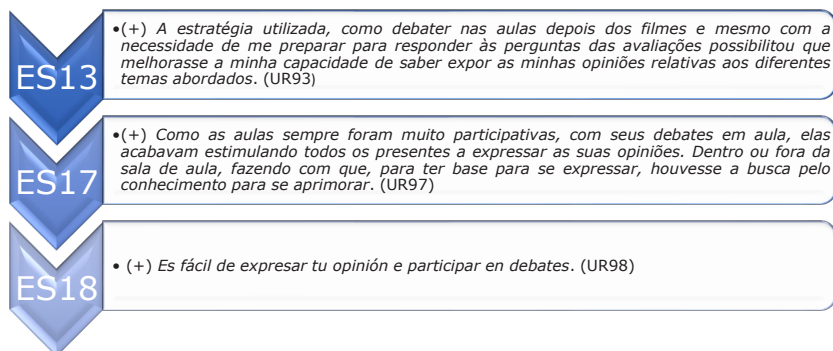 ES13
•(+) A estratégia utilizada, como debater nas aulas depois dos filmes e mesmo com a
necessidade de me preparar para responder às perguntas das avaliações possibilitou que
melhorasse a minha capacidade de saber expor as minhas opiniões relativas aos diferentes
temas abordados. (UR93)
ES17
•(+) Como as aulas sempre foram muito participativas, com seus debates em aula, elas
acabavam estimulando todos os presentes a expressar as suas opiniões. Dentro ou fora da
sala de aula, fazendo com que, para ter base para se expressar, houvesse a busca pelo
conhecimento para se aprimorar. (UR97)
ES18
• (+) Es fácil de expresar tu opinión e participar en debates. (UR98)